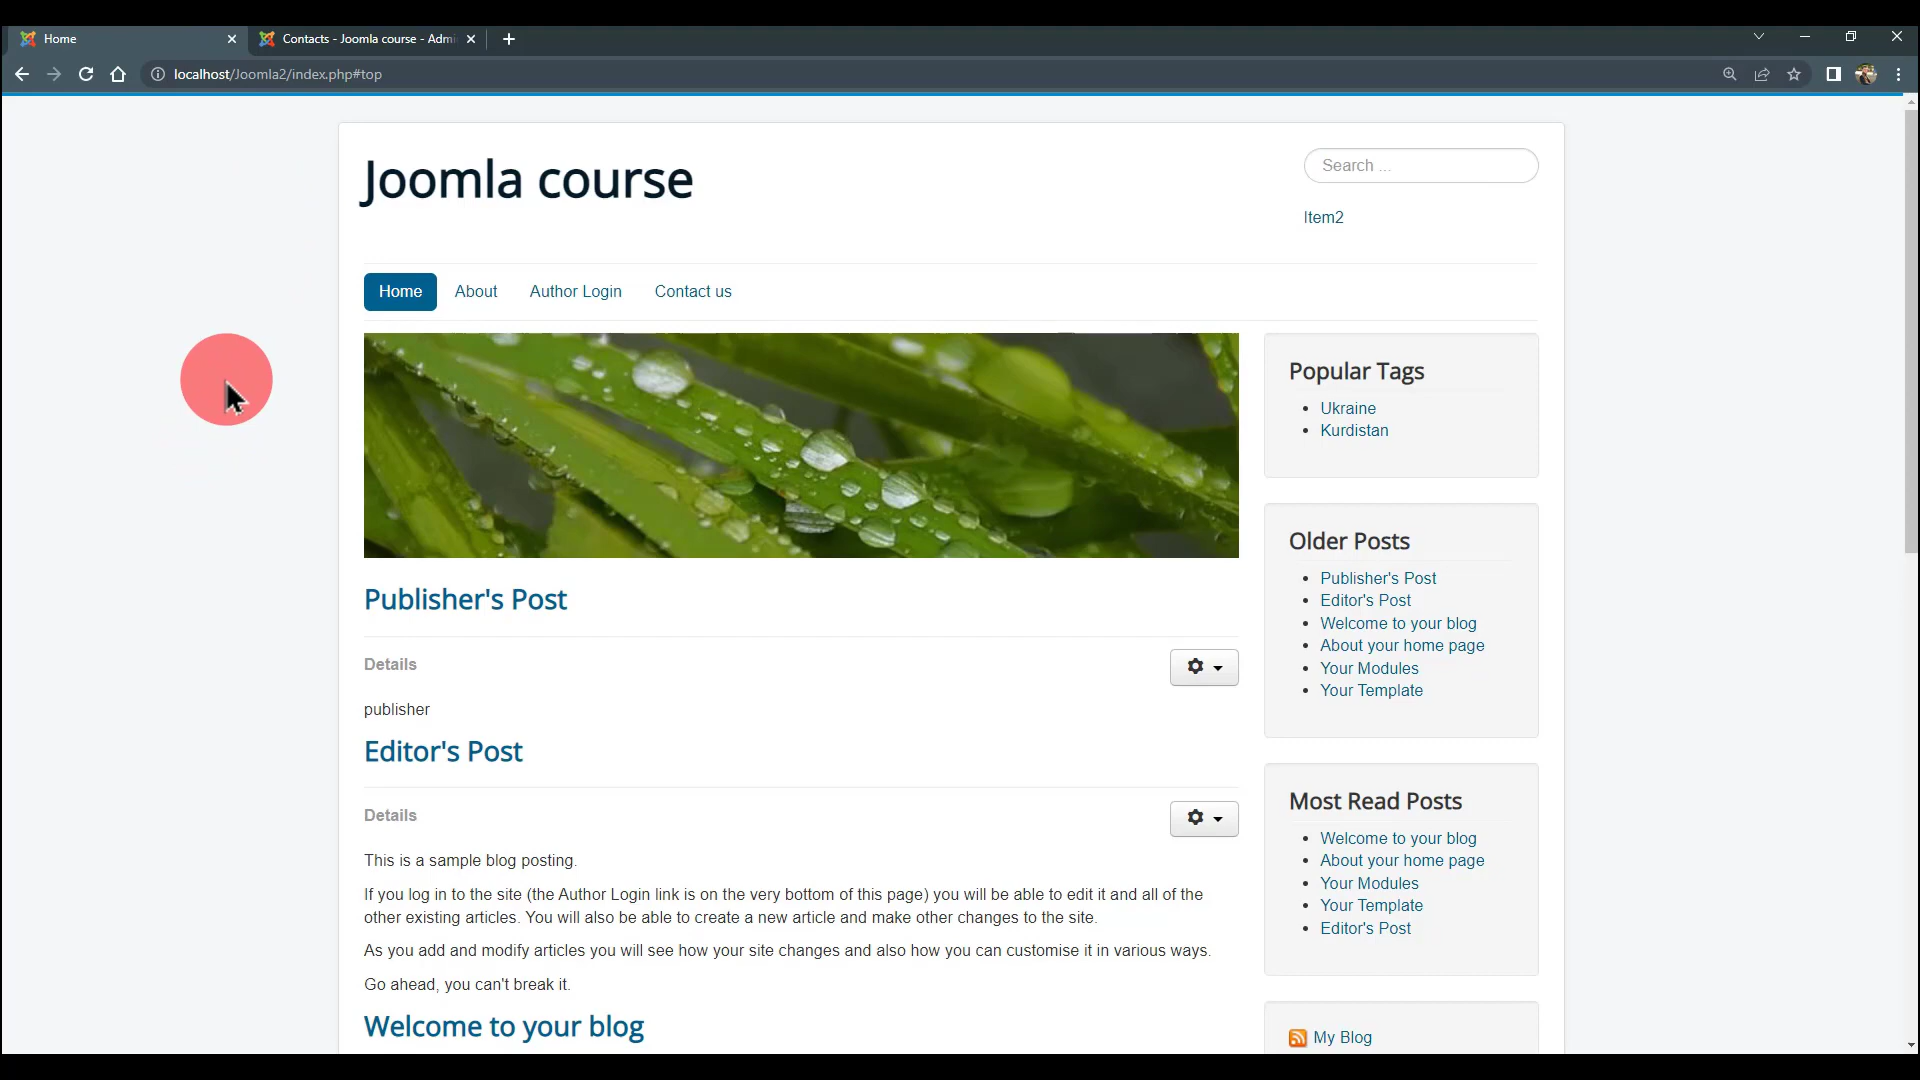 Home
Contacts - Joomla course - Admi
localhost/Joomla2/index.php#top
Joomla course
Search ...
Item2
Home
About
Author Login
Contact us
Publisher's Post
Details
publisher
Editor's Post
Details
This is a sample blog posting.
If you log in to the site (the Author Login link is on the very bottom of this page) you will be able to edit it and all of the
other existing articles. You will also be able to create a new article and make other changes to the site.
As you add and modify articles you will see how your site changes and also how you can customise it in various ways.
Go ahead, you can't break it.
Welcome to your blog
Popular Tags
Ukraine
Kurdistan
Older Posts
Publisher's Post
Editor's Post
Welcome to your blog
About your home page
Your Modules
Your Template
Most Read Posts
Welcome to your blog
About your home page
Your Modules
Your Template
Editor's Post
My Blog